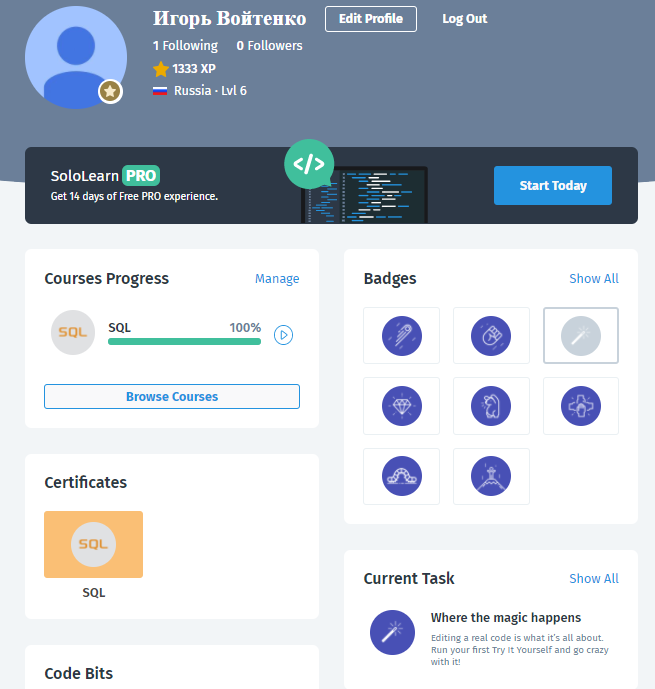 Игорь Войтенко
Edit Profile
Log Out
1 Following 0 Followers
1333 XP
Russia · Lvl 6
SoloLearn PRO
Get 14 days of Free PRO experience.
</>
Start Today
Courses Progress
Manage
SQL
SQL 100%
Browse Courses
Badges
Show All
Certificates
SQL
SQL
Current Task
Show All
Where the magic happens
Editing a real code is what it's all about.
Run your first Try It Yourself and go crazy
with it!
Code Bits